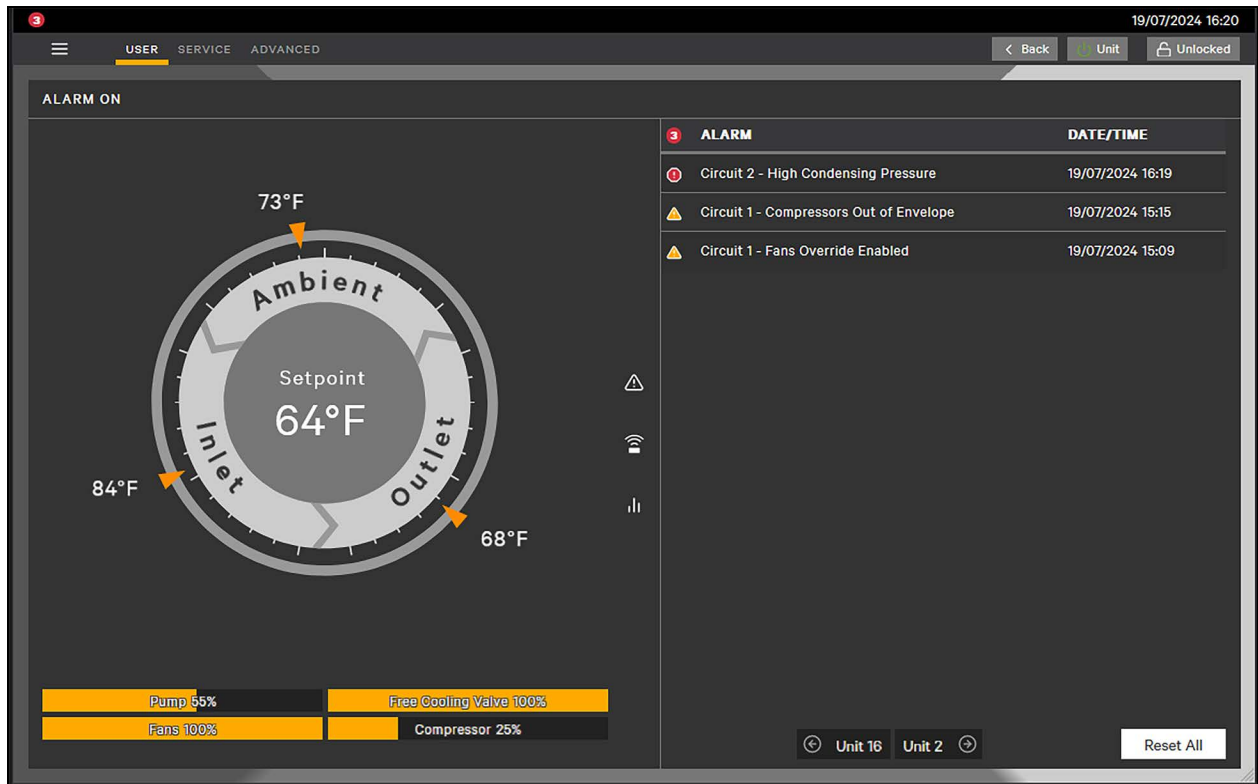 3
19/07/2024 16:20
USER SERVICE ADVANCED
Back
Unit
Unlocked
ALARM ON
3 ALARM DATE/TIME
Circuit 2 - High Condensing Pressure 19/07/2024 16:19
Circuit 1 - Compressors Out of Envelope 19/07/2024 15:15
Circuit 1 - Fans Override Enabled 19/07/2024 15:09
73°F
Ambient
Setpoint
64°F
Inlet
Outlet
84°F
68°F
Pump 55%
Free Cooling Valve 100%
Fans 100%
Compressor 25%
Unit 16 Unit 2
Reset All